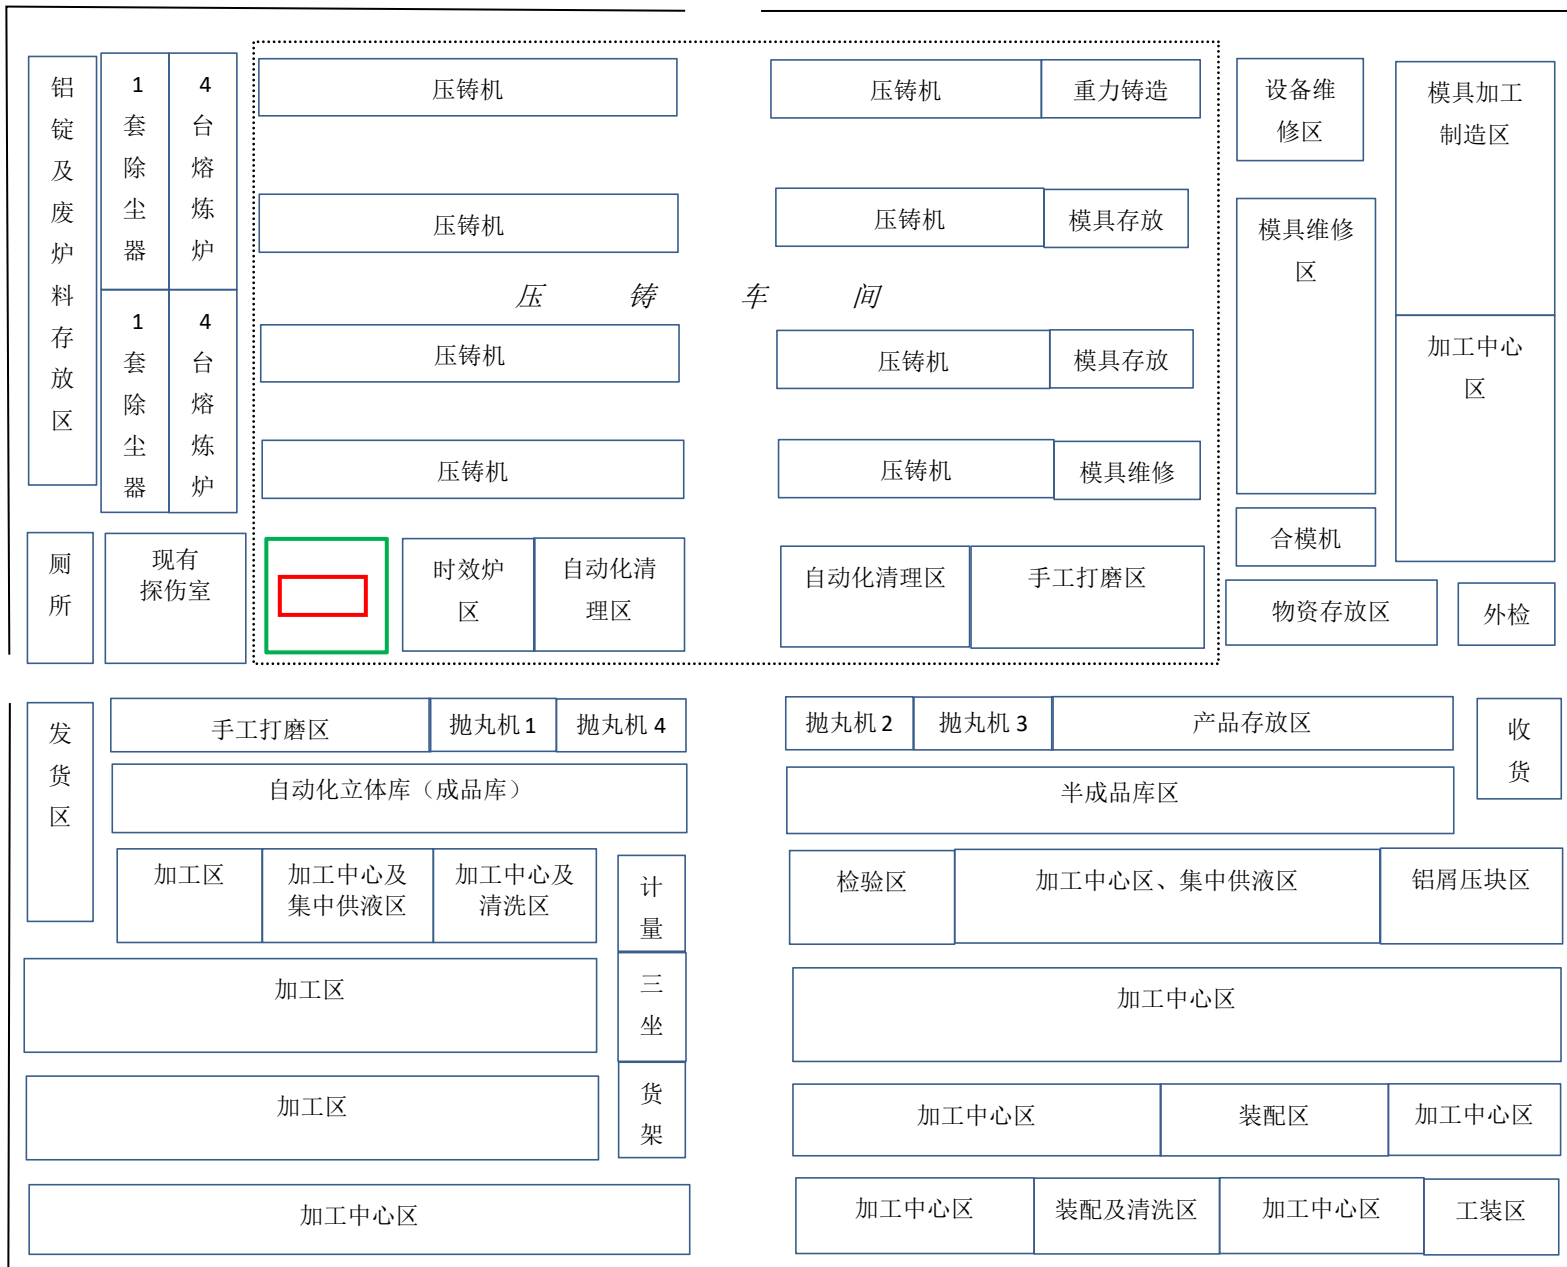 铝锭及废炉料存放区
1套除尘器
4台熔炼炉
压铸机
压铸机
重力铸造
设备维
修区
模具加工
制造区
压铸机
压铸机
模具存放
模具维修
区
压 铸 车 间
1套除尘器
4台熔炼炉
压铸机
压铸机
模具存放
加工中心
区
压铸机
压铸机
模具维修
合模机
厕所
现有
探伤室
时效炉
区
自动化清
理区
自动化清理区
手工打磨区
物资存放区
外检
发货区
手工打磨区
抛丸机 1
抛丸机 4
抛丸机 2
抛丸机 3
产品存放区
收货
自动化立体库（成品库）
半成品库区
加工区
加工中心及
集中供液区
加工中心及
清洗区
计量
检验区
加工中心区、集中供液区
铝屑压块区
加工区
三坐
加工中心区
加工区
货架
加工中心区
装配区
加工中心区
加工中心区
加工中心区
装配及清洗区
加工中心区
工装区